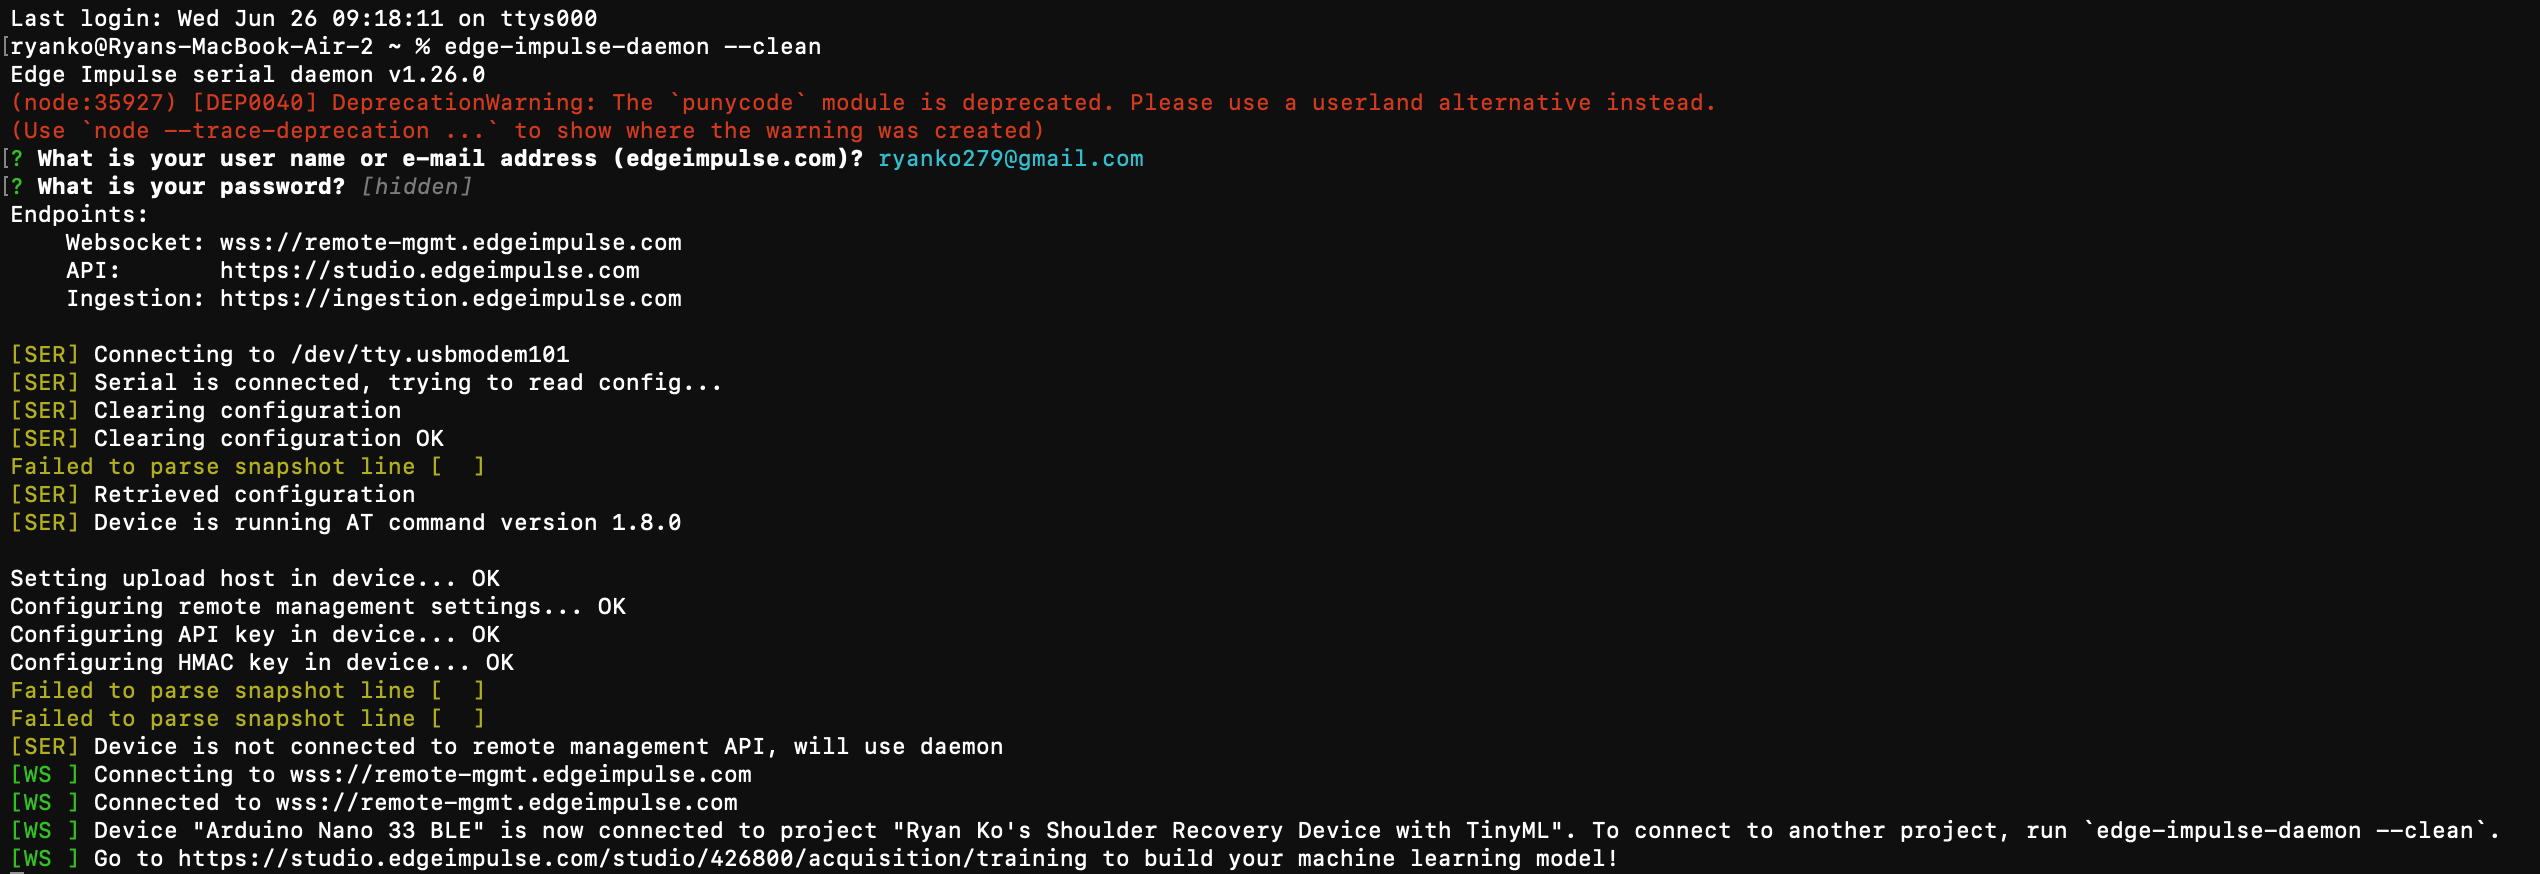 Last login: Wed Jun 26 09:18:11 on ttys000
[ryanko@Ryans-MacBook-Air-2 ~ % edge-impulse-daemon --clean
Edge Impulse serial daemon v1.26.0
(node:35927) [DEP0040] DeprecationWarning: The `punycode` module is deprecated. Please use a userland alternative instead.
(Use `node --trace-deprecation ...` to show where the warning was created)
[? What is your user name or e-mail address (edgeimpulse.com)? ryanko279@gmail.com
[? What is your password? [hidden]
Endpoints:
    Websocket: wss://remote-mgmt.edgeimpulse.com
    API:       https://studio.edgeimpulse.com
    Ingestion: https://ingestion.edgeimpulse.com

[SER] Connecting to /dev/tty.usbmodem101
[SER] Serial is connected, trying to read config...
[SER] Clearing configuration
[SER] Clearing configuration OK
Failed to parse snapshot line [  ]
[SER] Retrieved configuration
[SER] Device is running AT command version 1.8.0

Setting upload host in device... OK
Configuring remote management settings... OK
Configuring API key in device... OK
Configuring HMAC key in device... OK
Failed to parse snapshot line [  ]
Failed to parse snapshot line [  ]
[SER] Device is not connected to remote management API, will use daemon
[WS ] Connecting to wss://remote-mgmt.edgeimpulse.com
[WS ] Connected to wss://remote-mgmt.edgeimpulse.com
[WS ] Device "Arduino Nano 33 BLE" is now connected to project "Ryan Ko's Shoulder Recovery Device with TinyML". To connect to another project, run `edge-impulse-daemon --clean`.
[WS ] Go to https://studio.edgeimpulse.com/studio/426800/acquisition/training to build your machine learning model!